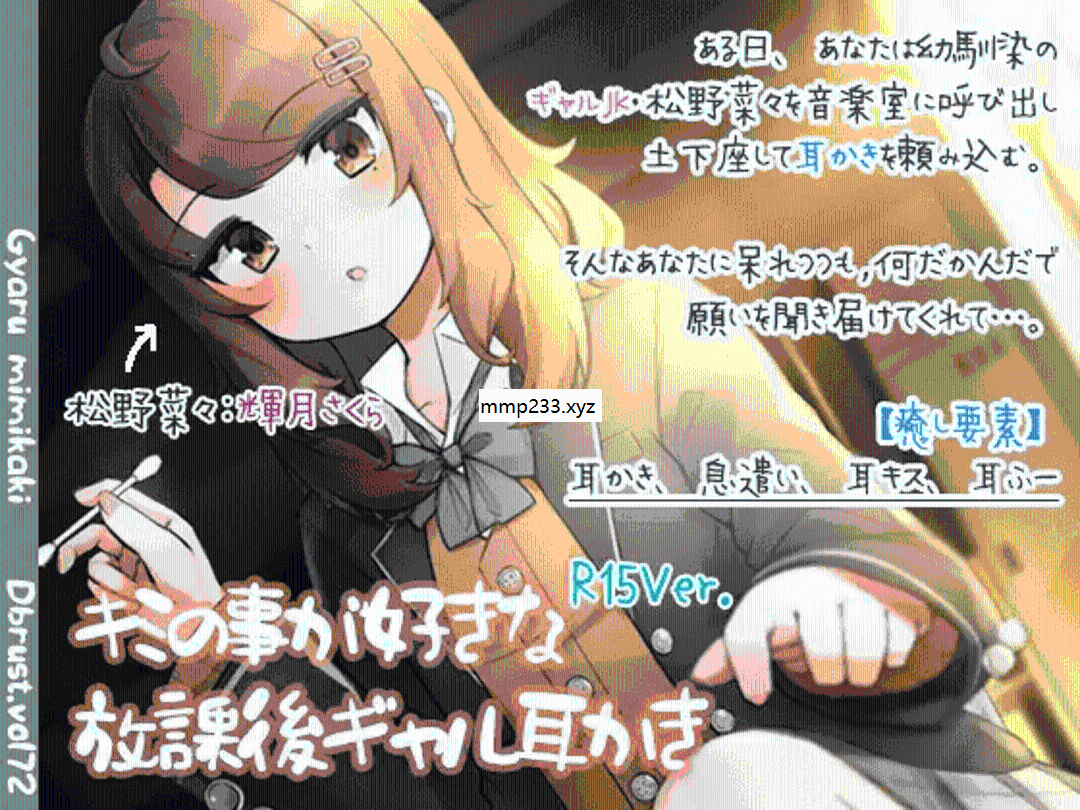 ある日、あなたは幼馴染の
ギャルJK・松野菜々を音楽室に呼び出し
土下座して耳かきを頼み込む。
そんなあなたに呆れつつも,何だかんだで
願いを聞き届けてくれて…。
松野菜々:輝月さくら
mmp233.xyz
【癒し要素】
耳かき、息遣い、耳キス、耳ふー
R15Ver.
キミの事が好きな
放課後ギャル耳かき
Gyaru mimikaki Dbrust.vol72